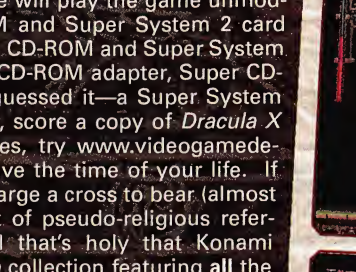 e will play the game unmod-
M and Super System 2 card
CD-ROM and Super System
CD-ROM adapter, Super CD-
guessed it—a Super System
, score a copy of Dracula X
es, try www.videogamede-
ve the time of your life. If
arge a cross to bear (almost
of pseudo-religious refer-
that's holy that Konami
collection featuring all the